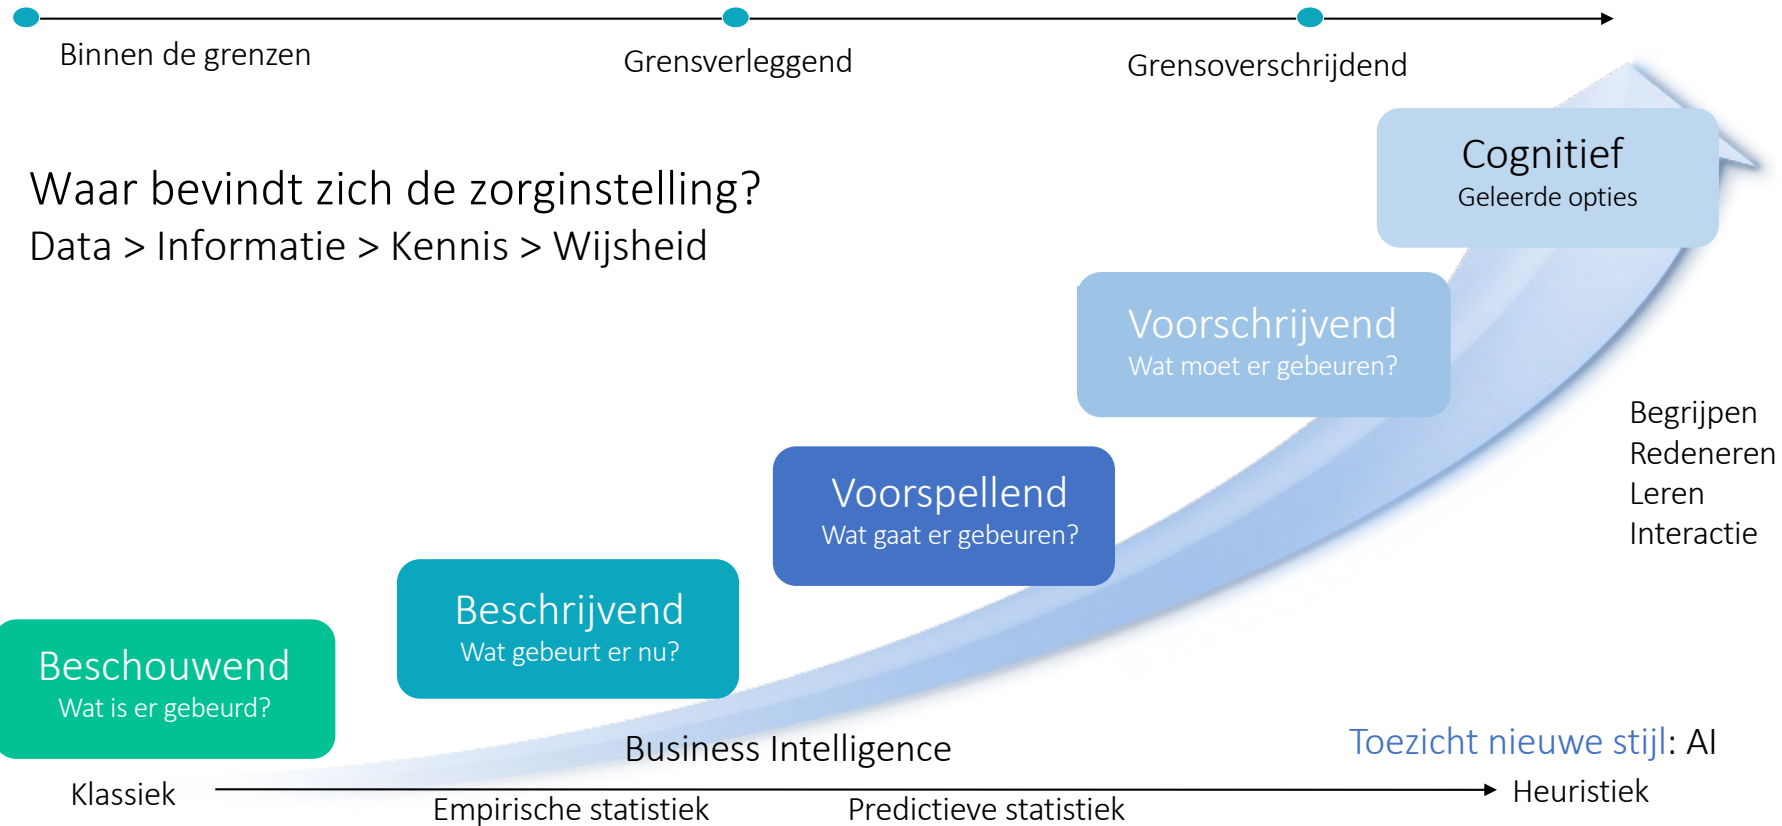 Binnen de grenzen
Grensverleggend
Grensoverschrijdend
Waar bevindt zich de zorginstelling?
Data > Informatie > Kennis > Wijsheid
Cognitief
Geleerde opties
Voorschrijvend
Wat moet er gebeuren?
Begrijpen
Redeneren
Leren
Interactie
Voorspellend
Wat gaat er gebeuren?
Beschrijvend
Wat gebeurt er nu?
Beschouwend
Wat is er gebeurd?
Business Intelligence
Toezicht nieuwe stijl: AI
Klassiek
Empirische statistiek
Predictieve statistiek
Heuristiek